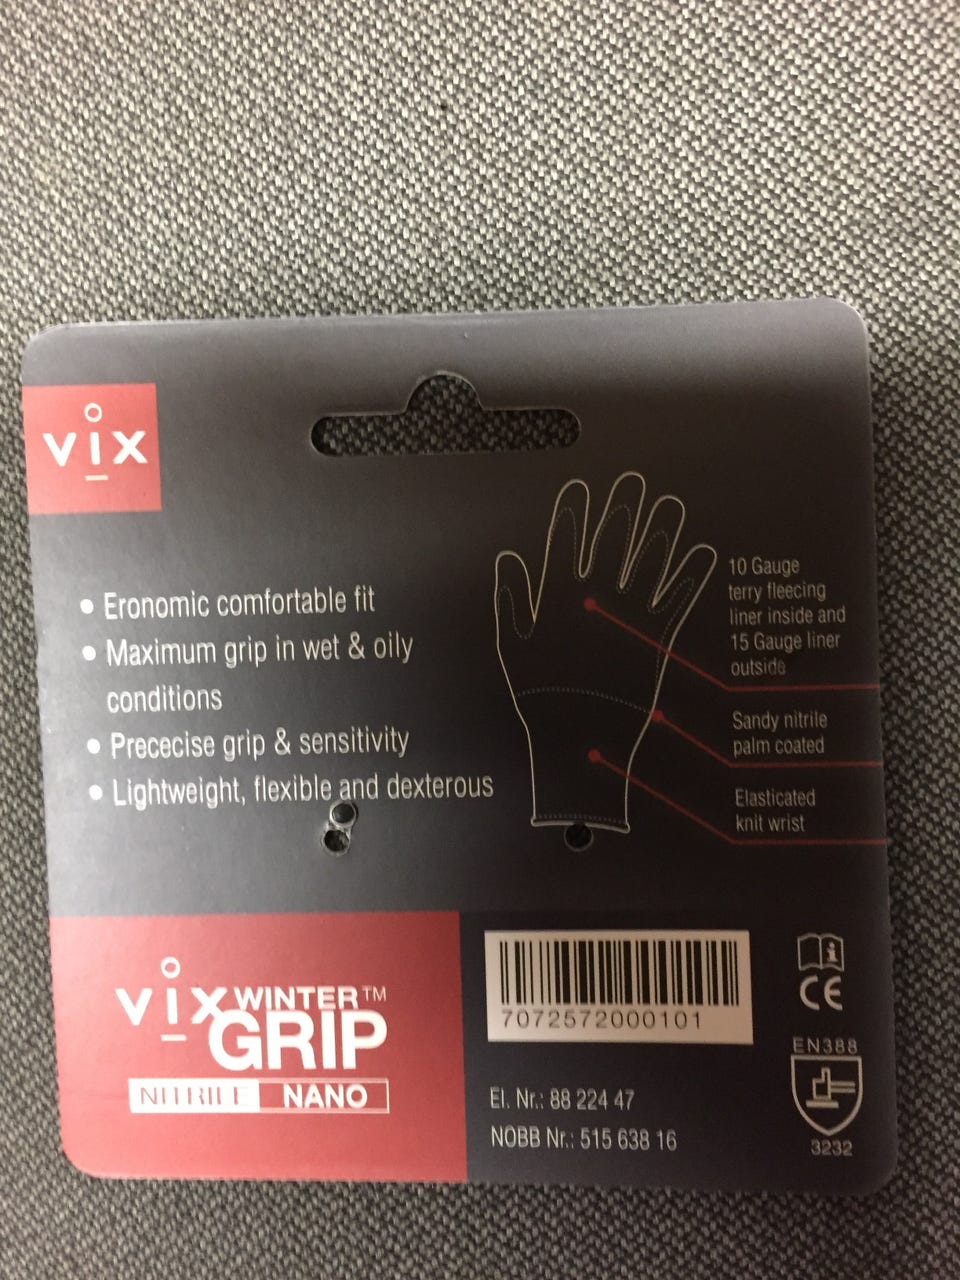 vix
• Eronomic comfortable fit
• Maximum grip in wet & oily
conditions
• Prececise grip & sensitivity
• Lightweight, flexible and dexterous
10 Gauge
terry fleecing
liner inside and
15 Gauge liner
outside
Sandy nitrile
palm coated
Elasticated
knit wrist
vix WINTER™
GRIP
NITRILE NANO
7072572000101
El. Nr.: 88 224 47
NOBB Nr.: 515 638 16
i
CE
EN388
3232